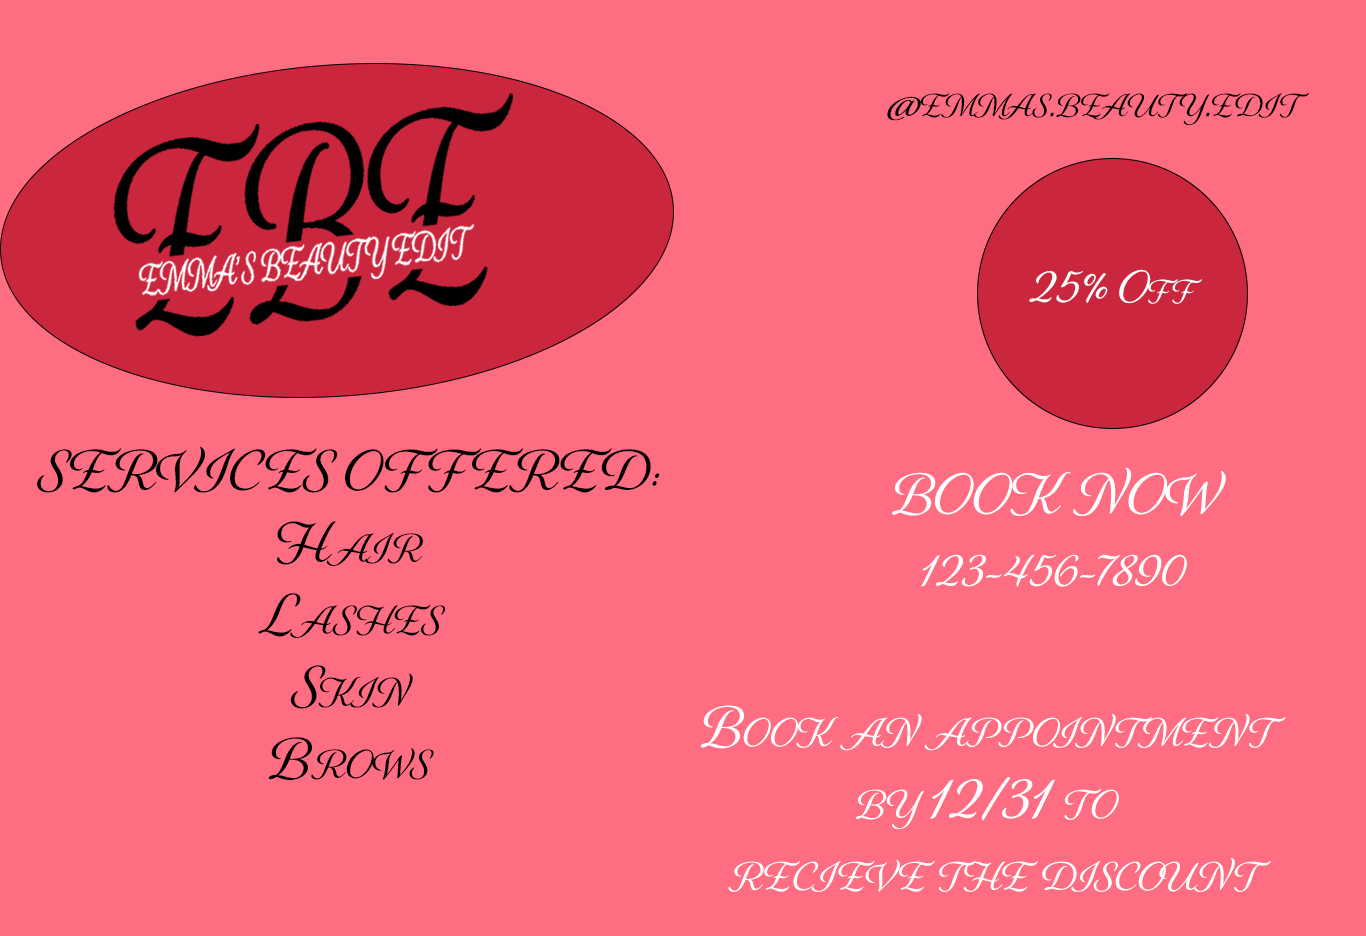 EBE
EMMA'S BEAUTY EDIT
SERVICES OFFERED:
Hair
Lashes
Skin
Brows
@EMMAS.BEAUTY.EDIT
25% Off
BOOK NOW
123-456-7890
Book an appointment
by 12/31 to
recieve the discount